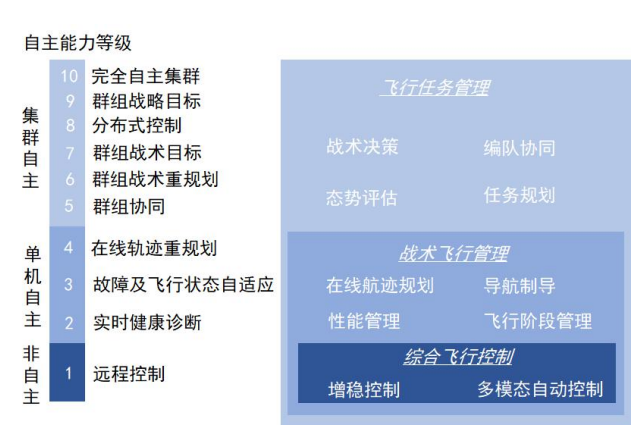 自主能力等级
集群自主
10 完全自主集群
9 群组战略目标
8 分布式控制
7 群组战术目标
6 群组战术重规划
5 群组协同
单机自主
4 在线轨迹重规划
3 故障及飞行状态自适应
2 实时健康诊断
非自主
1 远程控制
飞行任务管理
战术决策 编队协同
态势评估 任务规划
战术飞行管理
在线航迹规划 导航制导
性能管理 飞行阶段管理
综合飞行控制
增稳控制 多模态自动控制